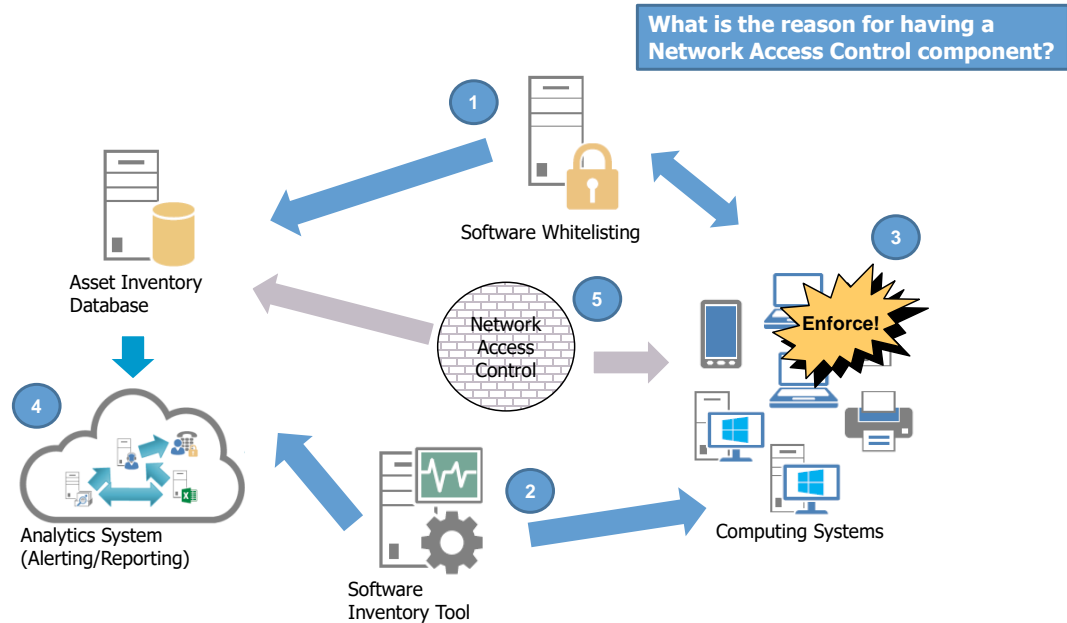 What is the reason for having a
Network Access Control component?
1
Software Whitelisting
3
Asset Inventory
Database
5
Network
Access
Control
Enforce!
4
2
Analytics System
(Alerting/Reporting)
Computing Systems
Software
Inventory Tool